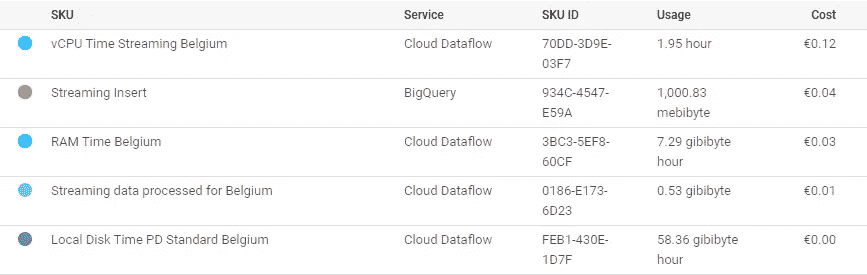 SKU Service SKU ID Usage Cost
vCPU Time Streaming Belgium Cloud Dataflow 70DD-3D9E- 1.95 hour €0.12
03F7
Streaming Insert BigQuery 934C-4547- 1,000.83 €0.04
E59A mebibyte
RAM Time Belgium Cloud Dataflow 3BC3-5EF8- 7.29 gibibyte €0.03
60CF hour
Streaming data processed for Belgium Cloud Dataflow 0186-E173- 0.53 gibibyte €0.01
6D23
Local Disk Time PD Standard Belgium Cloud Dataflow FEB1-430E- 58.36 gibibyte €0.00
1D7F hour